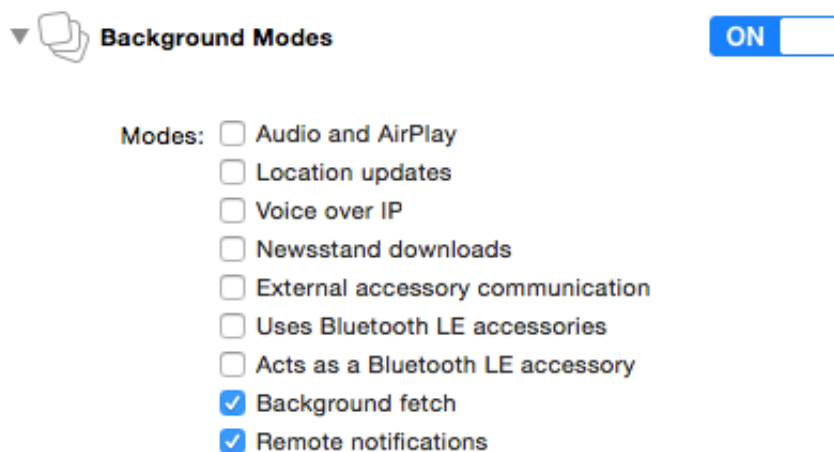 Background Modes ON
Modes: Audio and AirPlay
Location updates
Voice over IP
Newsstand downloads
External accessory communication
Uses Bluetooth LE accessories
Acts as a Bluetooth LE accessory
Background fetch
Remote notifications